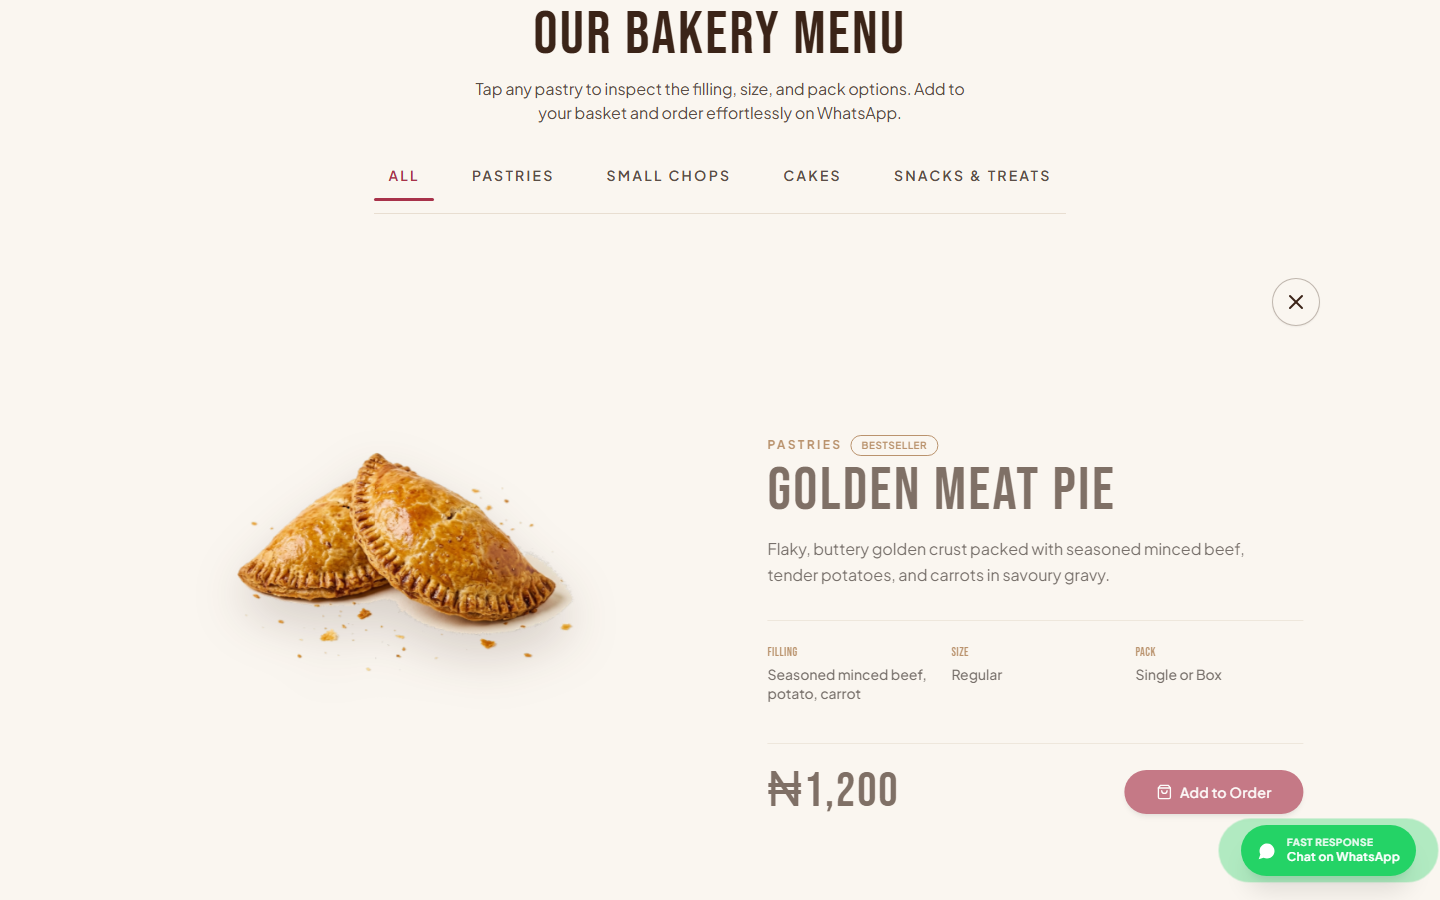 OUR BAKERY MENU
Tap any pastry to inspect the filling, size, and pack options. Add to
your basket and order effortlessly on WhatsApp.
ALL
PASTRIES
SMALL CHOPS
CAKES
SNACKS & TREATS
PASTRIES
BESTSELLER
GOLDEN MEAT PIE
Flaky, buttery golden crust packed with seasoned minced beef,
tender potatoes, and carrots in savoury gravy.
FILLING
Seasoned minced beef,
potato, carrot
SIZE
Regular
PACK
Single or Box
₦1,200
Add to Order
FAST RESPONSE
Chat on WhatsApp